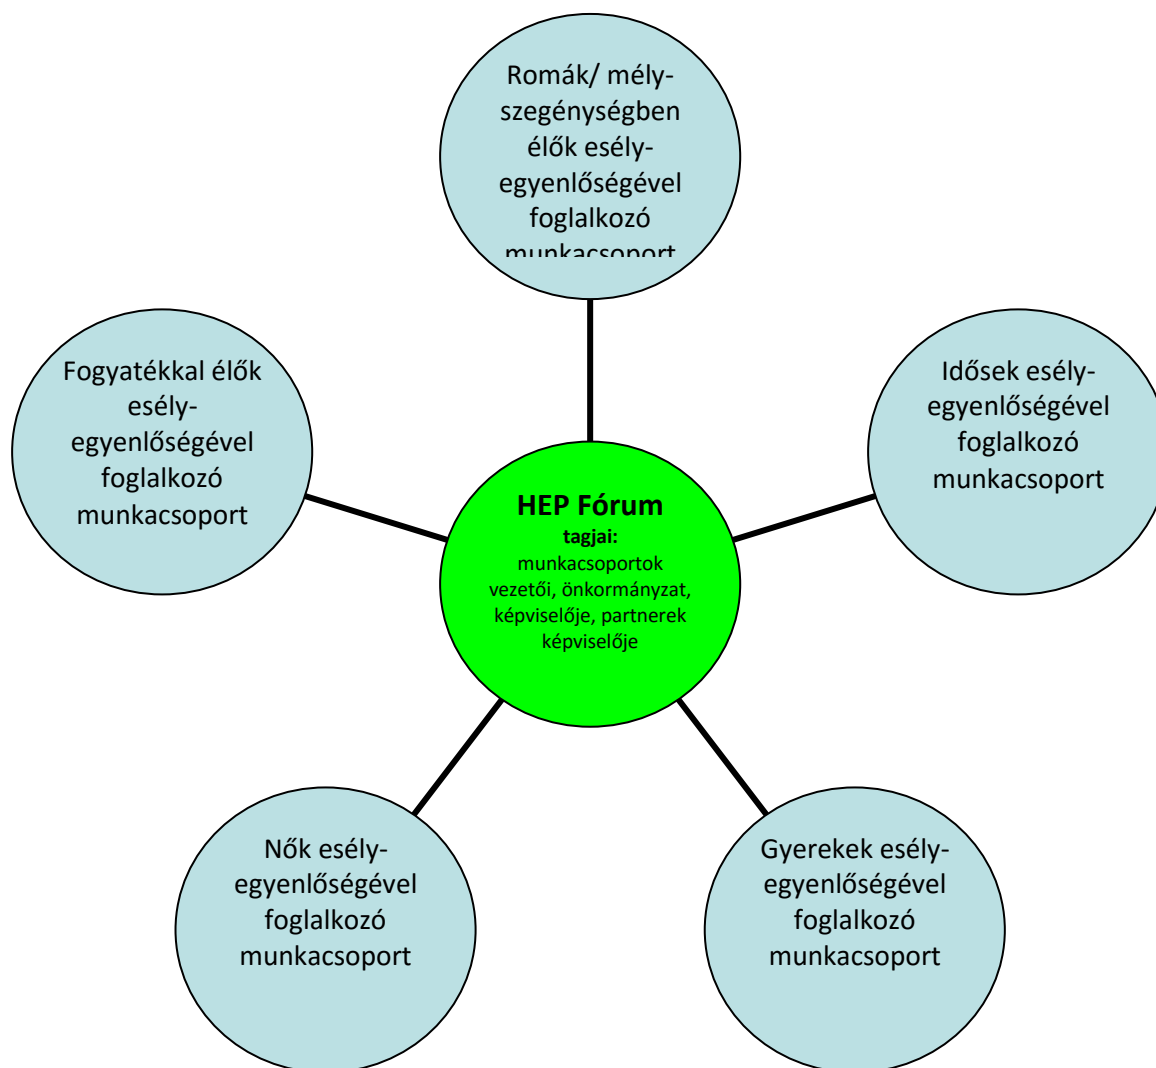 Romák/ mély-
szegénységben
élők esély-
egyenlőségével
foglalkozó
munkacsoport
Fogyatékkal élők
esély-
egyenlőségével
foglalkozó
munkacsoport
Idősek esély-
egyenlőségével
foglalkozó
munkacsoport
HEP Fórum
tagjai:
munkacsoportok
vezetői, önkormányzat,
képviselője, partnerek
képviselője
Nők esély-
egyenlőségével
foglalkozó
munkacsoport
Gyerekek esély-
egyenlőségével
foglalkozó
munkacsoport